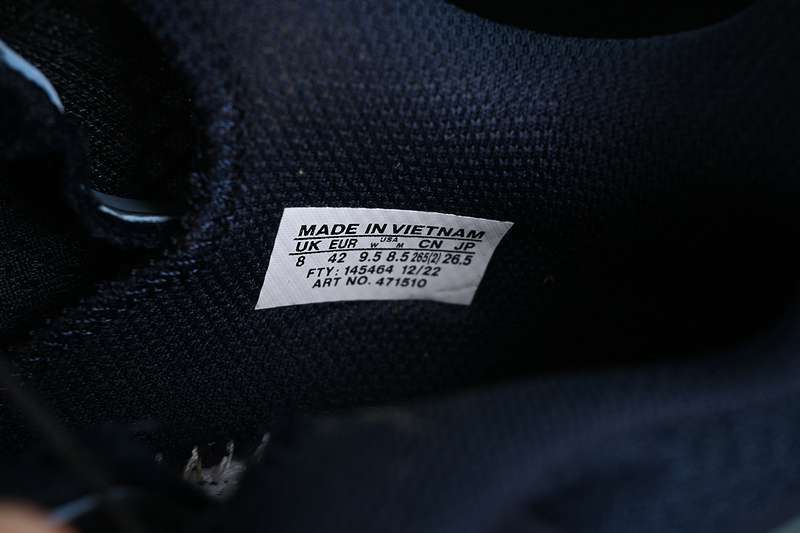 MADE IN VIETNAM
UK EUR W USA M CN JP
8 42 9.5 8.5 265(2) 26.5
FTY: 145464 12/22
ART NO. 471510